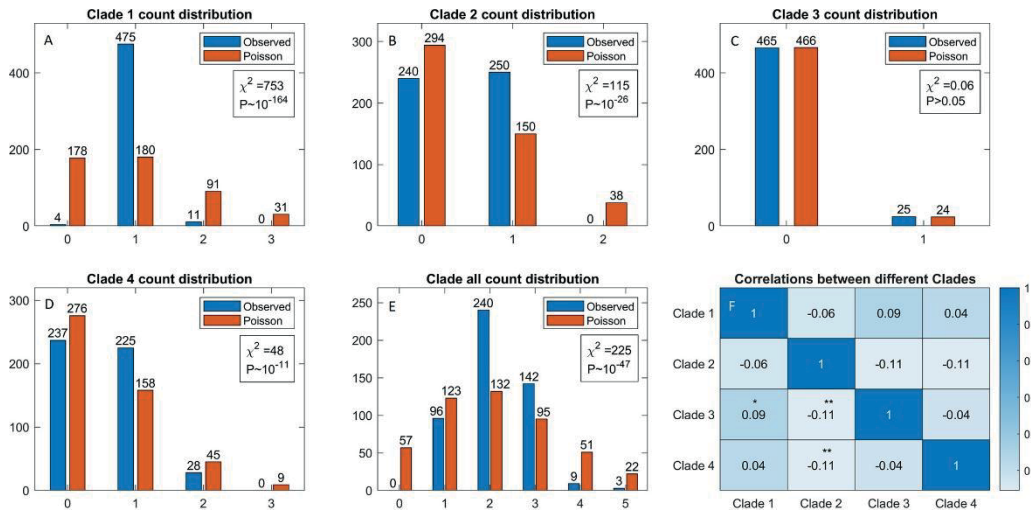 Clade 1 count distribution
A
475
Observed
Poisson
χ² =753
P~10⁻¹⁶⁴
400
200
0
4
178
180
11
91
0
31
0
1
2
3
Clade 2 count distribution
B
294
240
250
150
0
38
Observed
Poisson
χ² =115
P~10⁻²⁶
300
200
100
0
0
1
2
Clade 3 count distribution
C
465
466
25
24
Observed
Poisson
χ² =0.06
P>0.05
400
200
0
0
1
Clade 4 count distribution
D
276
237
225
158
28
45
0
9
Observed
Poisson
χ² =48
P~10⁻¹¹
300
200
100
0
0
1
2
3
Clade all count distribution
E
240
0
57
96
123
132
142
95
9
51
3
22
Observed
Poisson
χ² =225
P~10⁻⁴⁷
250
200
150
100
50
0
0
1
2
3
4
5
Correlations between different Clades
F
Clade 1
1
-0.06
0.09
0.04
Clade 2
-0.06
1
-0.11
-0.11
Clade 3
*
0.09
**
-0.11
1
-0.04
Clade 4
0.04
**
-0.11
-0.04
1
Clade 1
Clade 2
Clade 3
Clade 4
1
0
0
0
0
0